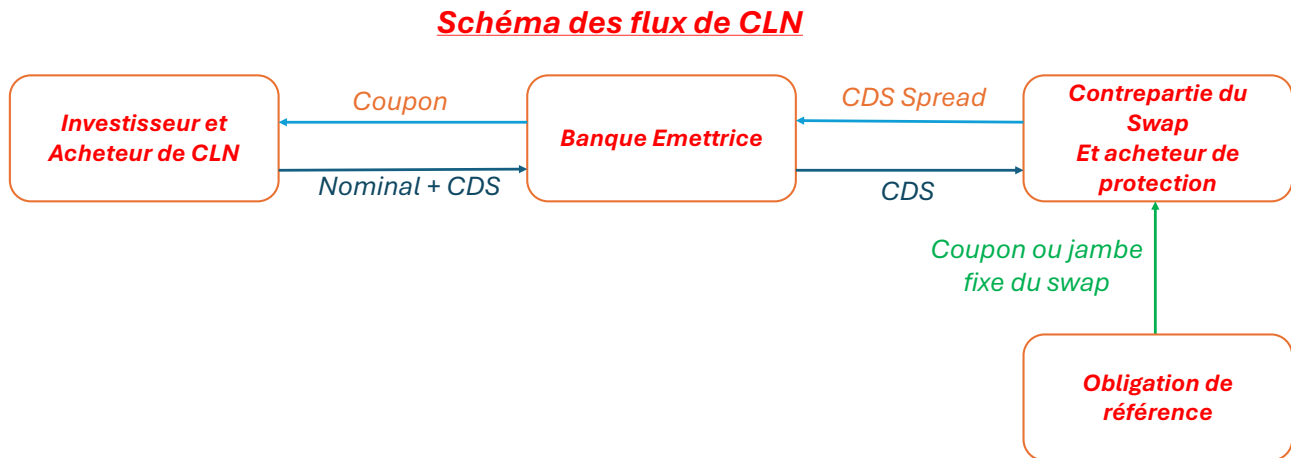 Schéma des flux de CLN
Investisseur et
Acheteur de CLN
Coupon
Nominal + CDS
Banque Emettrice
CDS Spread
CDS
Contrepartie du
Swap
Et acheteur de
protection
Coupon ou jambe
fixe du swap
Obligation de
référence